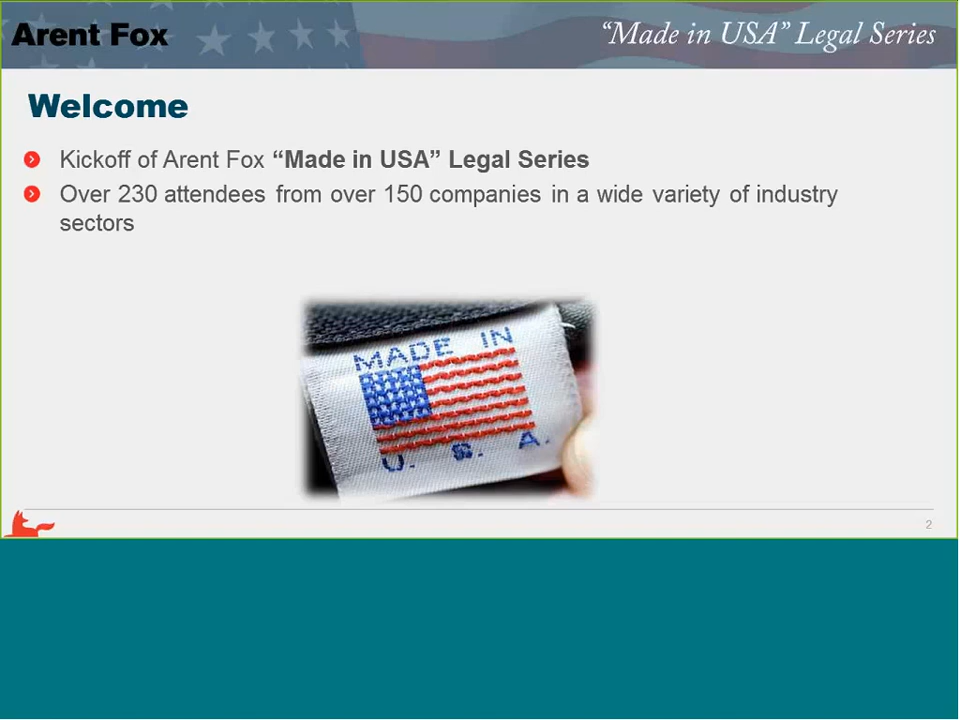 Arent Fox
“Made in USA” Legal Series
Welcome
Kickoff of Arent Fox “Made in USA” Legal Series
Over 230 attendees from over 150 companies in a wide variety of industry
sectors
MADE IN
U. S. A.
2